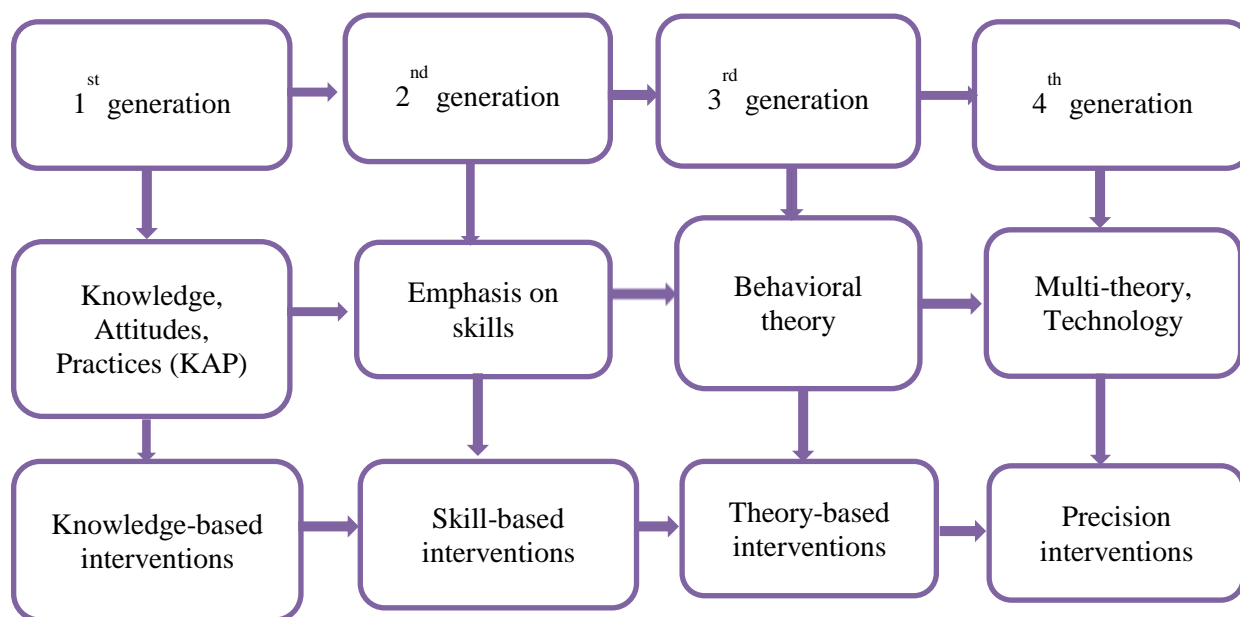 1st generation
2nd generation
3rd generation
4th generation
Knowledge,
Attitudes,
Practices (KAP)
Emphasis on
skills
Behavioral
theory
Multi-theory,
Technology
Knowledge-based
interventions
Skill-based
interventions
Theory-based
interventions
Precision
interventions